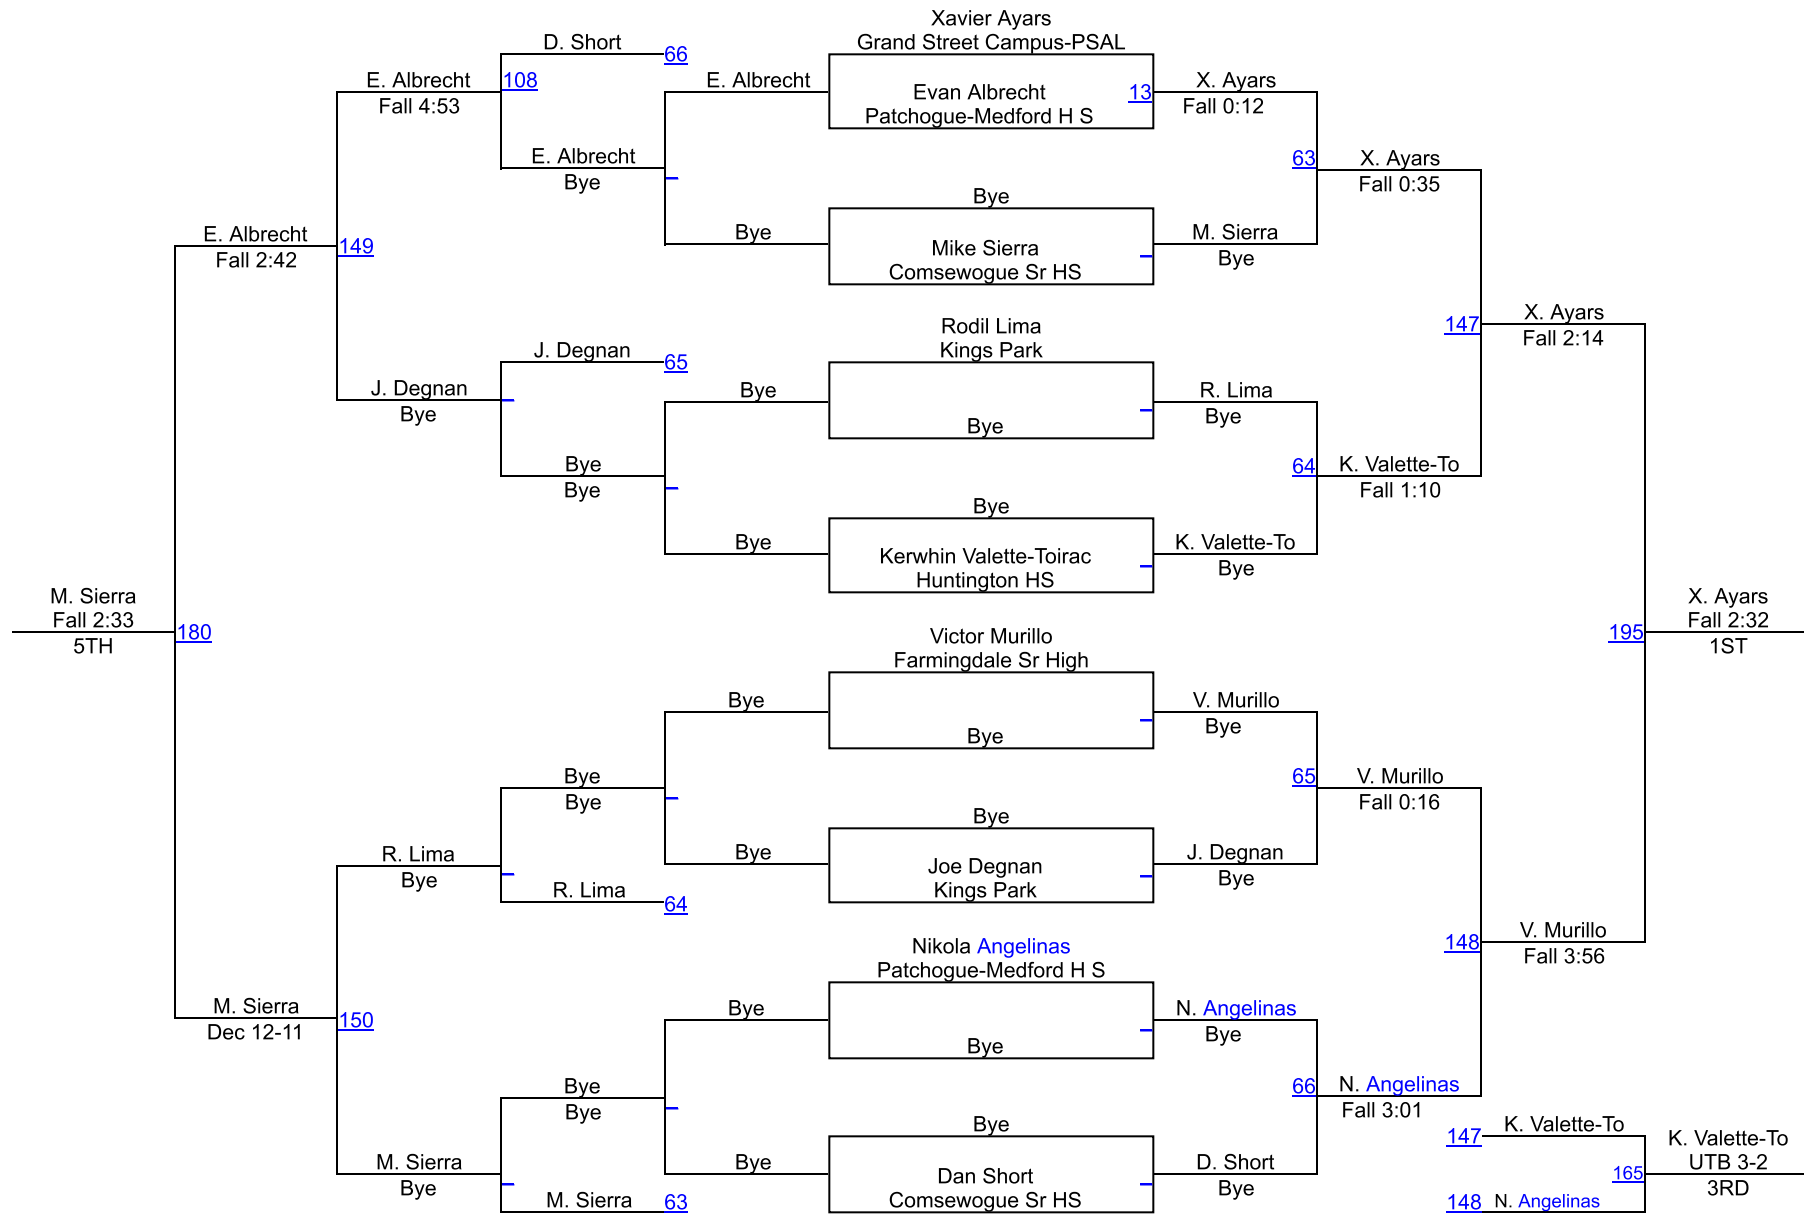 Xavier Ayars
Grand Street Campus-PSAL
D. Short
66
E. Albrecht
108
Fall 4:53
E. Albrecht
Evan Albrecht
Patchogue-Medford H S
13
X. Ayars
Fall 0:12
E. Albrecht
Bye
63
X. Ayars
Fall 0:35
Bye
Bye
Mike Sierra
Comsewogue Sr HS
M. Sierra
Bye
E. Albrecht
Fall 2:42
149
Rodil Lima
Kings Park
147
X. Ayars
Fall 2:14
J. Degnan
65
J. Degnan
Bye
Bye
Bye
R. Lima
Bye
Bye
Bye
64
K. Valette-To
Fall 1:10
Bye
Bye
Kerwhin Valette-Toirac
Huntington HS
K. Valette-To
Bye
M. Sierra
Fall 2:33
5TH
180
195
X. Ayars
Fall 2:32
1ST
Victor Murillo
Farmingdale Sr High
Bye
Bye
V. Murillo
Bye
Bye
Bye
65
V. Murillo
Fall 0:16
Bye
Bye
Joe Degnan
Kings Park
J. Degnan
Bye
R. Lima
Bye
R. Lima
64
Nikola Angelinas
Patchogue-Medford H S
148
V. Murillo
Fall 3:56
M. Sierra
Dec 12-11
150
Bye
Bye
N. Angelinas
Bye
Bye
Bye
66
N. Angelinas
Fall 3:01
Bye
Bye
Dan Short
Comsewogue Sr HS
D. Short
Bye
M. Sierra
Bye
M. Sierra
63
147
K. Valette-To
165
K. Valette-To
UTB 3-2
3RD
148
N. Angelinas